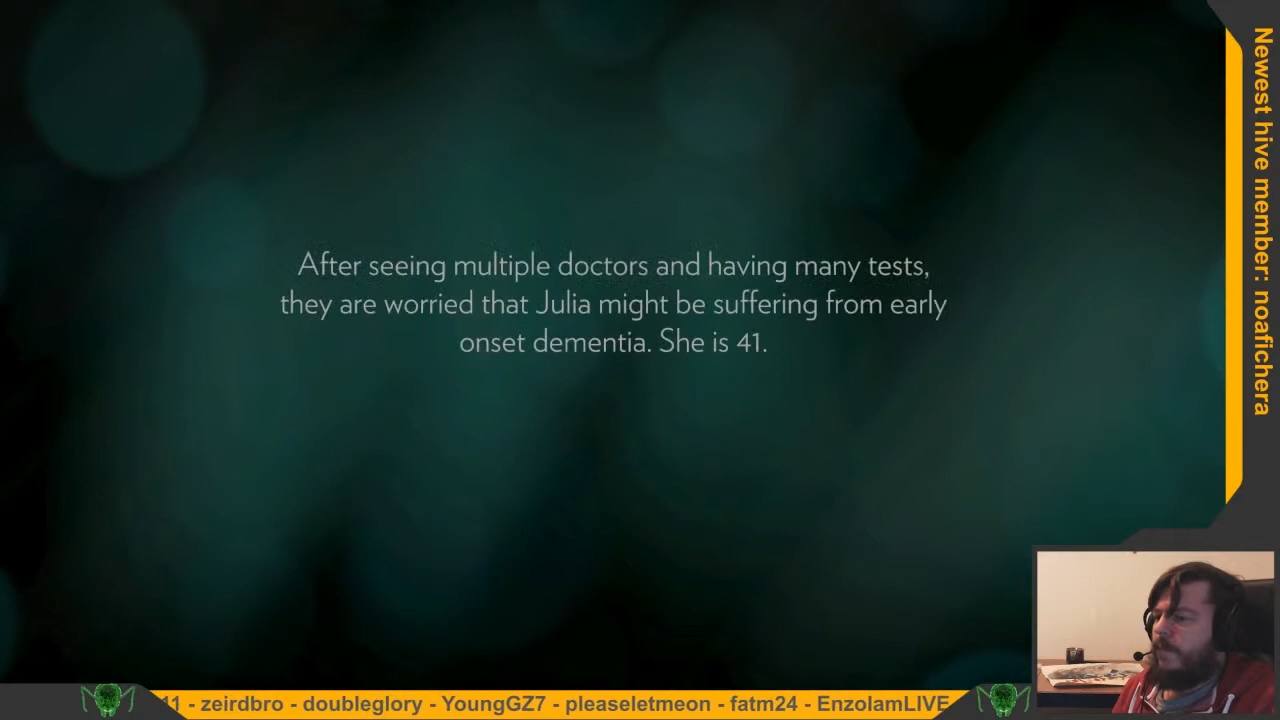 After seeing multiple doctors and having many tests,
they are worried that Julia might be suffering from early
onset dementia. She is 41.
Newest hive member: noafichera
11 - zeirdbro - doubleglory - YoungGZ7 - pleaseletmeon - fatm24 - EnzolamLIVE